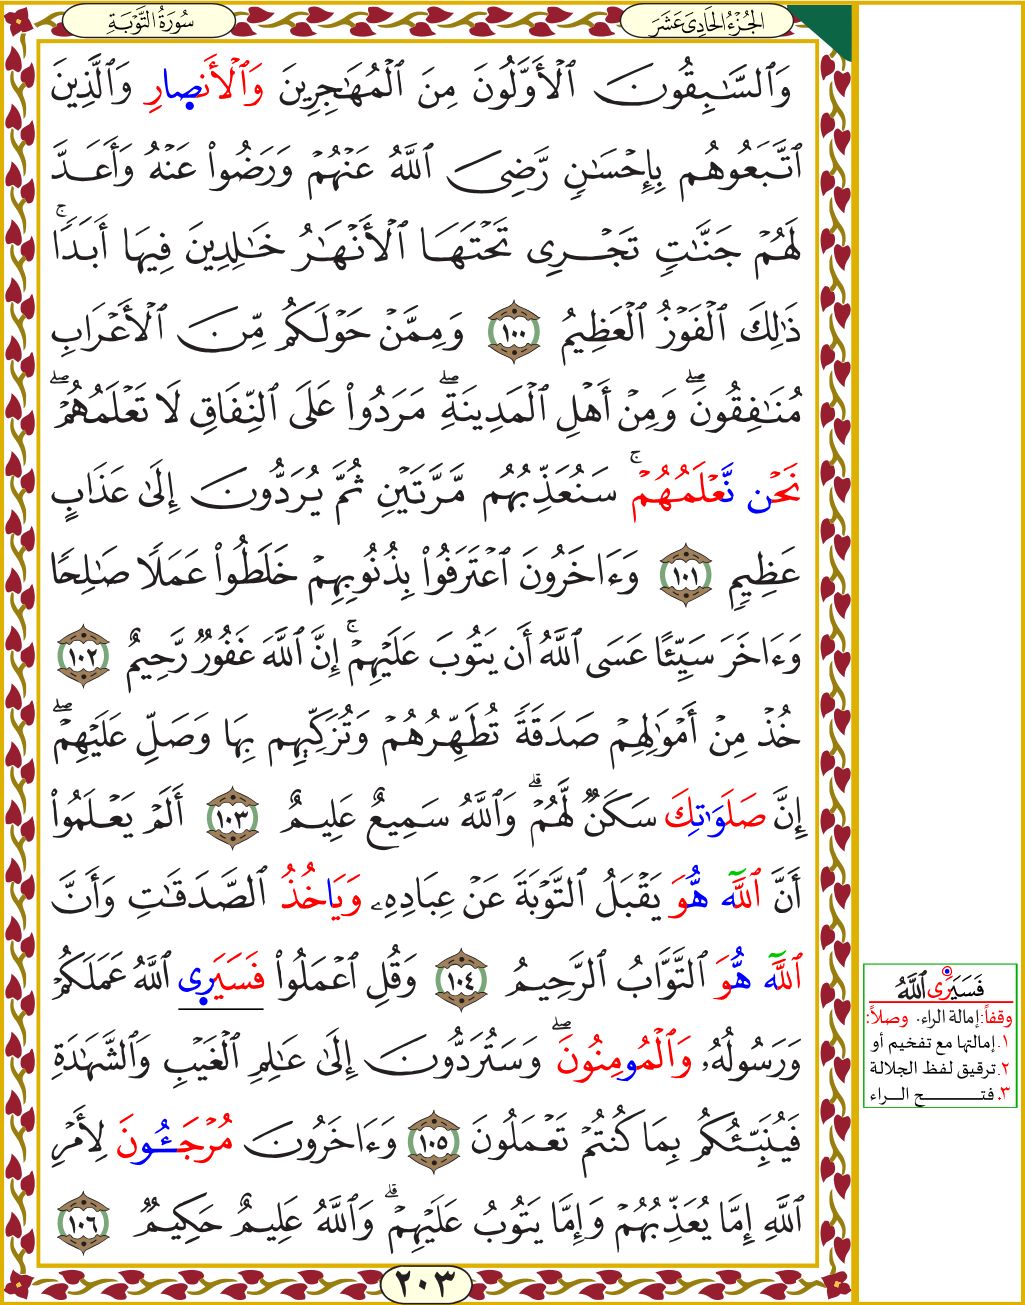 الجُزْءُ الحَادِىَ عَشَرَ
سُورَةُ التَّوْبَةِ
وَٱلسَّٰبِقُونَ ٱلْأَوَّلُونَ مِنَ ٱلْمُهَٰجِرِينَ وَٱلْأَنصِارِ وَٱلَّذِينَ
ٱتَّبَعُوهُم بِإِحْسَٰنٖ رَّضِىَ ٱللَّهُ عَنْهُمْ وَرَضُوا۟ عَنْهُ وَأَعَدَّ
لَهُمْ جَنَّٰتٖ تَجْرِى تَحْتَهَا ٱلْأَنْهَٰرُ خَٰلِدِينَ فِيهَا أَبَدٗاۚ
ذَٰلِكَ ٱلْفَوْزُ ٱلْعَظِيمُ ١٠٠ وَمِمَّنْ حَوْلَكُم مِّنَ ٱلْأَعْرَابِ
مُنَٰفِقُونَۖ وَمِنْ أَهْلِ ٱلْمَدِينَةِۖ مَرَدُوا۟ عَلَى ٱلنِّفَاقِ لَا تَعْلَمُهُمْۖ
نَحْن نَّعْلَمُهُمْۚ سَنُعَذِّبُهُم مَّرَّتَيْنِ ثُمَّ يُرَدُّونَ إِلَىٰ عَذَابٍ
عَظِيمٖ ١٠١ وَءَاخَرُونَ ٱعْتَرَفُوا۟ بِذُنُوبِهِمْ خَلَطُوا۟ عَمَلٗا صَٰلِحٗا
وَءَاخَرَ سَيِّئًا عَسَى ٱللَّهُ أَن يَتُوبَ عَلَيْهِمْۚ إِنَّ ٱللَّهَ غَفُورٞ رَّحِيمٌ ١٠٢
خُذْ مِنْ أَمْوَٰلِهِمْ صَدَقَةٗ تُطَهِّرُهُمْ وَتُزَكِّيهِم بِهَا وَصَلِّ عَلَيْهِمْۖ
إِنَّ صَلَوَٰتِكَ سَكَنٞ لَّهُمْۗ وَٱللَّهُ سَمِيعٌ عَلِيمٌ ١٠٣ أَلَمْ يَعْلَمُوا۟
أَنَّ ٱللَّه هُّوَ يَقْبَلُ ٱلتَّوْبَةَ عَنْ عِبَادِهِۦ وَيَاخُذُ ٱلصَّدَقَٰتِ وَأَنَّ
ٱللَّه هُّوَ ٱلتَّوَّابُ ٱلرَّحِيمُ ١٠٤ وَقُلِ ٱعْمَلُوا۟ فَسَيَرِى ٱللَّهُ عَمَلَكُمْ
وَرَسُولُهُۥ وَٱلْمُومِنُونَۖ وَسَتُرَدُّونَ إِلَىٰ عَٰلِمِ ٱلْغَيْبِ وَٱلشَّهَٰدَةِ
فَيُنَبِّئُكُم بِمَا كُنتُمْ تَعْمَلُونَ ١٠٥ وَءَاخَرُونَ مُرْجَـُٔونَ لِأَمْرِ
ٱللَّهِ إِمَّا يُعَذِّبُهُمْ وَإِمَّا يَتُوبُ عَلَيْهِمْۗ وَٱللَّهُ عَلِيمٌ حَكِيمٞ ١٠٦
٢٠٣
فَسَيَرَى ٱللَّهُ
وقفاً: إمالة الراء. وصلاً:
١. إمالتها مع تفخيم أو
٢. ترقيق لفظ الجلالة
٣. فتح الراء